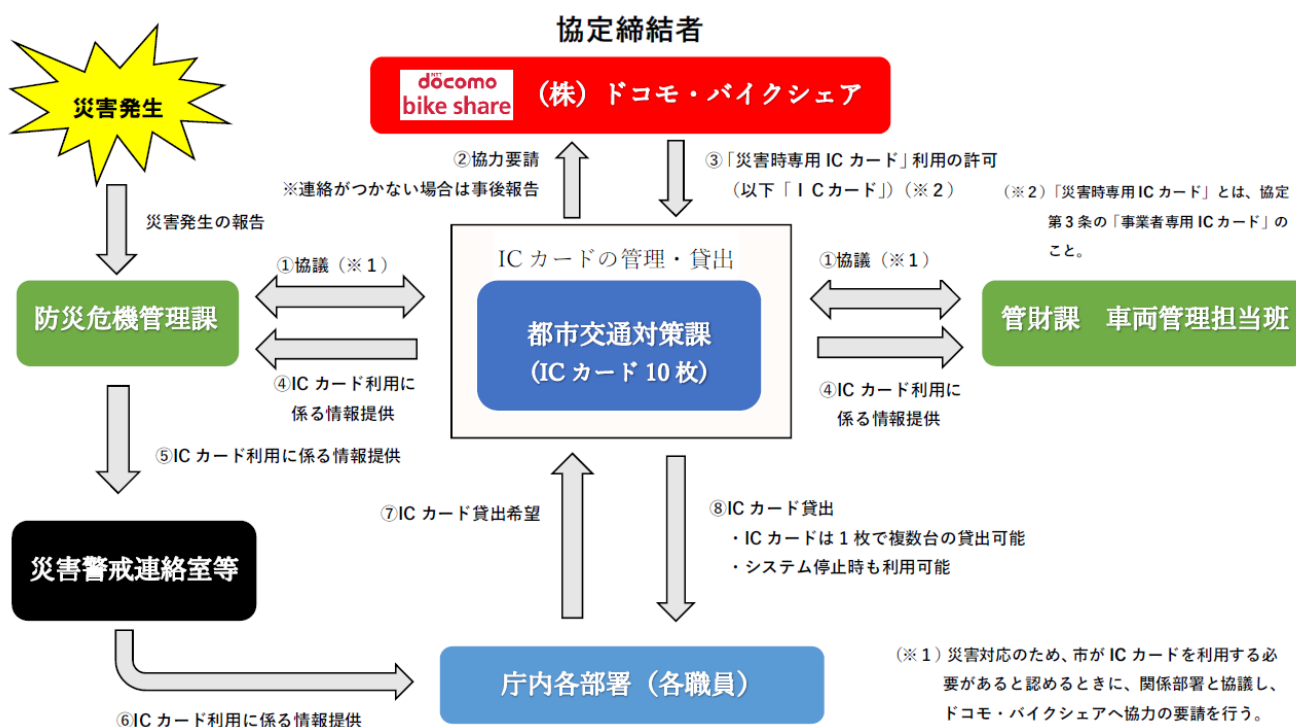 協定締結者
災害発生
NTT
docomo
bike share
（株）ドコモ・バイクシェア
②協力要請
※連絡がつかない場合は事後報告
③「災害時専用 IC カード」利用の許可
（以下「ＩＣカード」）（※２）
（※２）「災害時専用 IC カード」とは、協定
第３条の「事業者専用 IC カード」の
こと。
災害発生の報告
①協議（※１）
IC カードの管理・貸出
①協議（※１）
防災危機管理課
都市交通対策課
(IC カード 10 枚)
管財課　車両管理担当班
④IC カード利用に
係る情報提供
④IC カード利用に
係る情報提供
⑤IC カード利用に係る情報提供
⑦IC カード貸出希望
⑧IC カード貸出
・IC カードは 1 枚で複数台の貸出可能
・システム停止時も利用可能
災害警戒連絡室等
庁内各部署（各職員）
⑥IC カード利用に係る情報提供
（※１）災害対応のため、市が IC カードを利用する必
要があると認めるときに、関係部署と協議し、
ドコモ・バイクシェアへ協力の要請を行う。